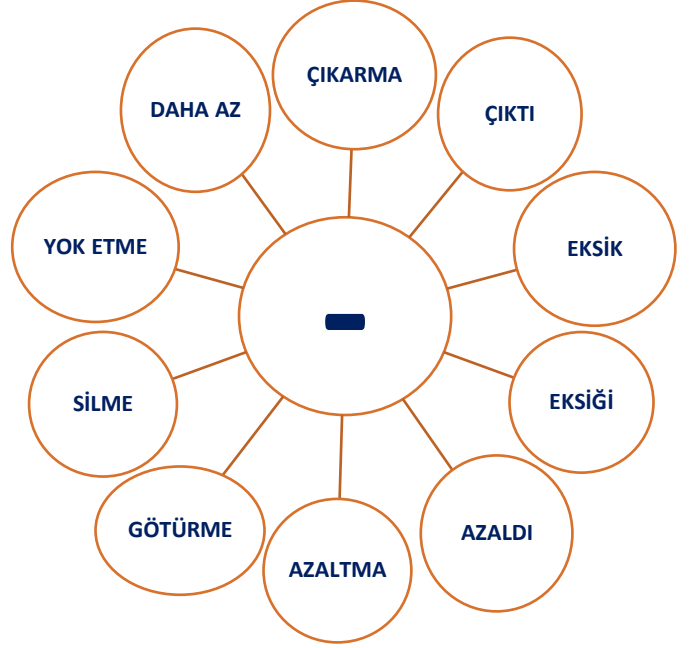 ÇIKARMA
ÇIKTI
EKSİK
EKSİĞİ
AZALDI
AZALTMA
GÖTÜRME
SİLME
YOK ETME
DAHA AZ
-